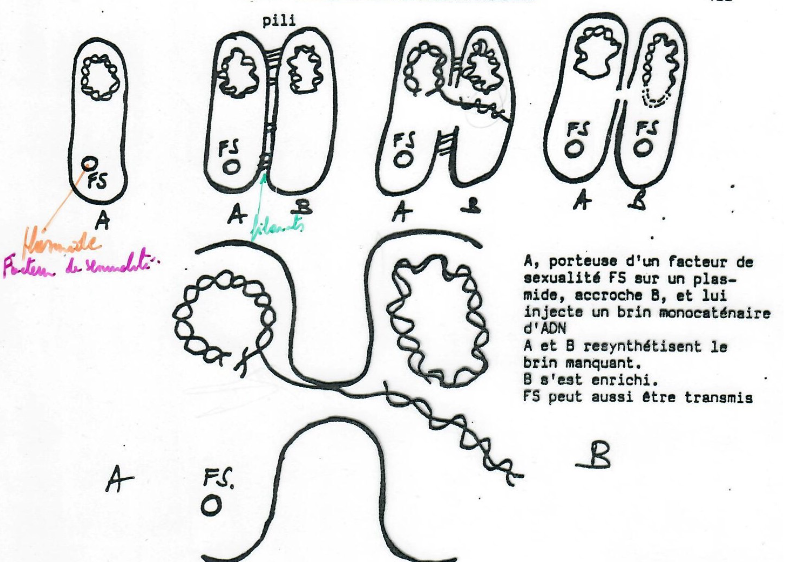 pili
FS
FS
FS
FS
FS
A
A
B
A
B
A
B
filaments
Facteur de sexualité
A, porteuse d'un facteur de
sexualité FS sur un plas-
mide, accroche B, et lui
injecte un brin monocaténaire
d'ADN
A et B resynthétisent le
brin manquant.
B s'est enrichi.
FS peut aussi être transmis
A
FS.
B